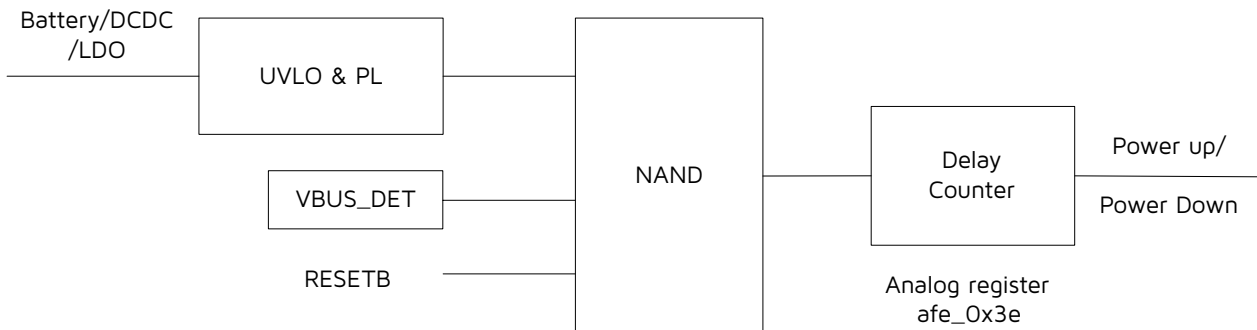 Battery/DCDC
/LDO
UVLO & PL
VBUS_DET
RESETB
NAND
Delay
Counter
Power up/
Power Down
Analog register
afe_0x3e